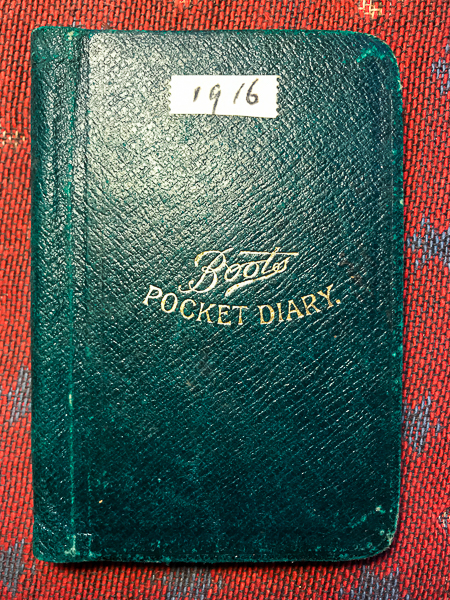 1916
Boots
POCKET DIARY.